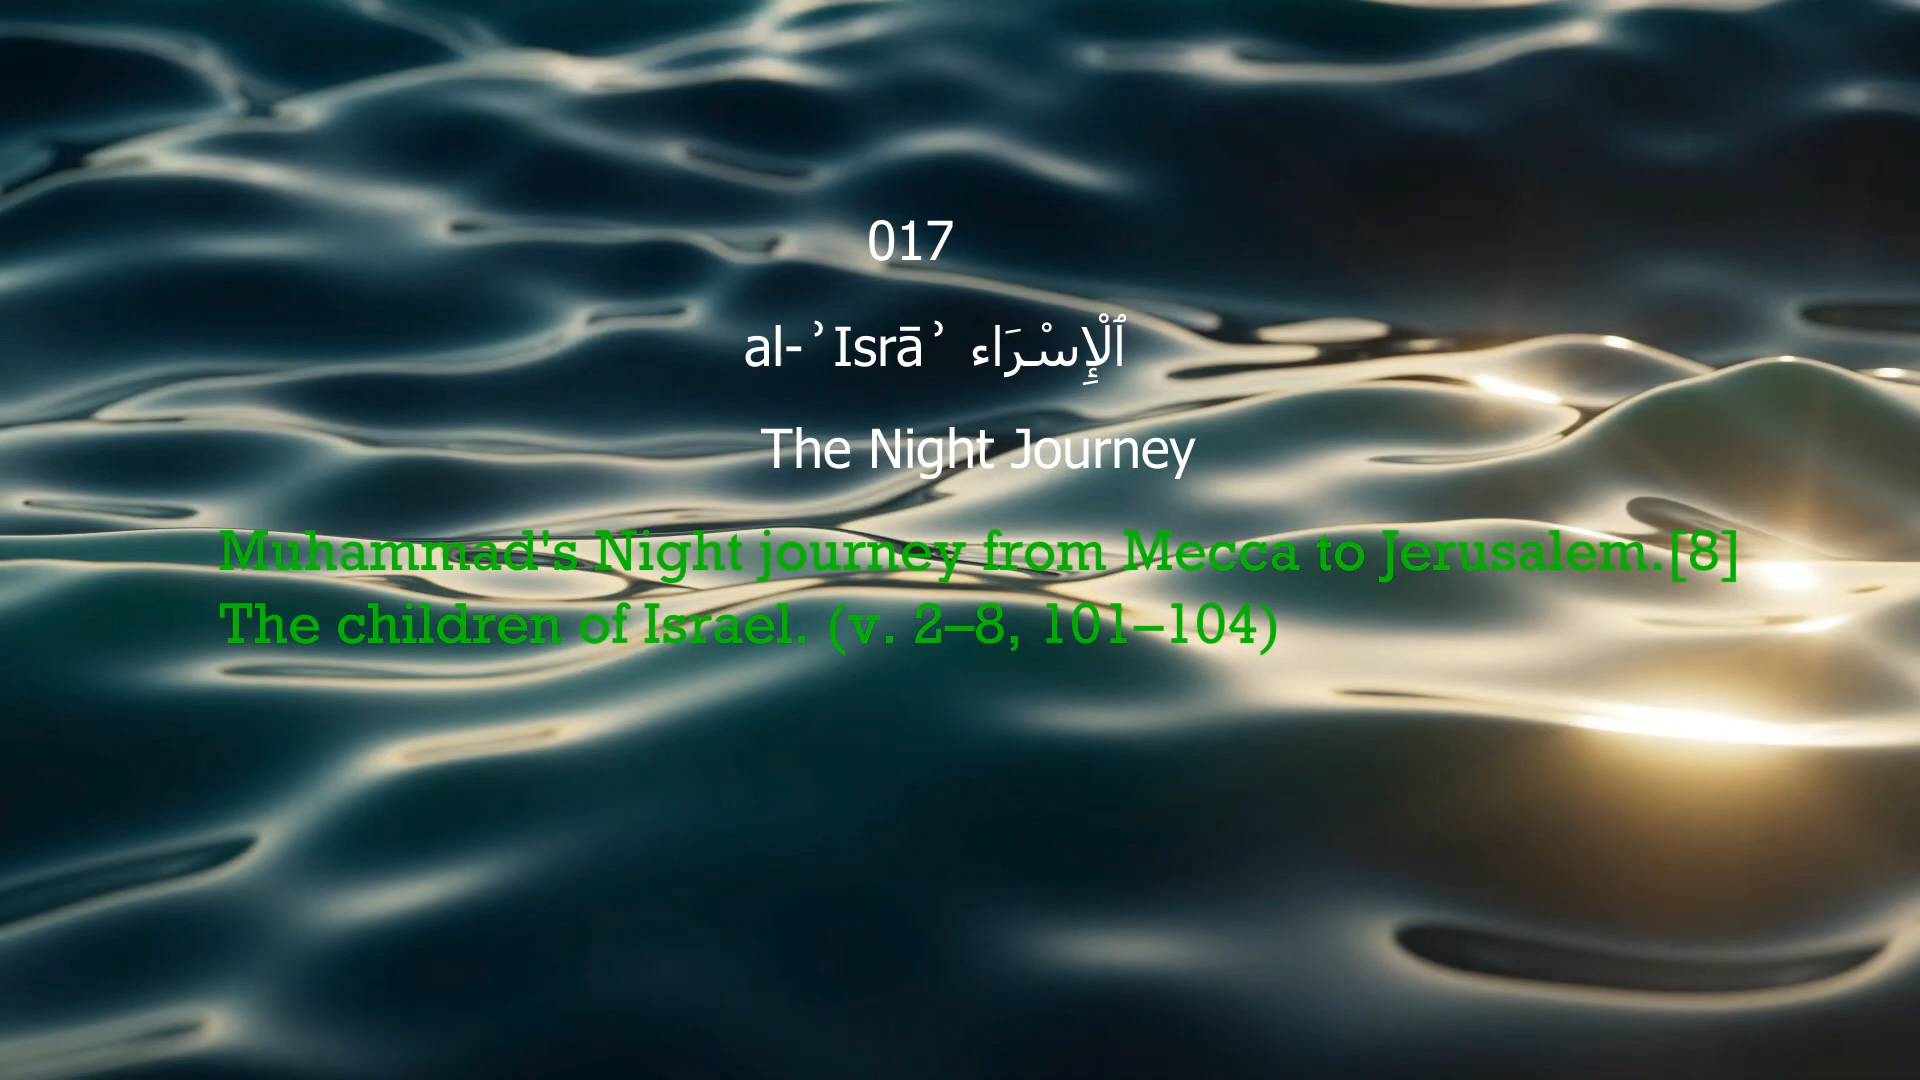 017
al-ʾIsrāʾ ٱلْإِسْـرَاء
The Night Journey
Muhammad's Night journey from Mecca to Jerusalem.[8]
The children of Israel. (v. 2–8, 101–104)